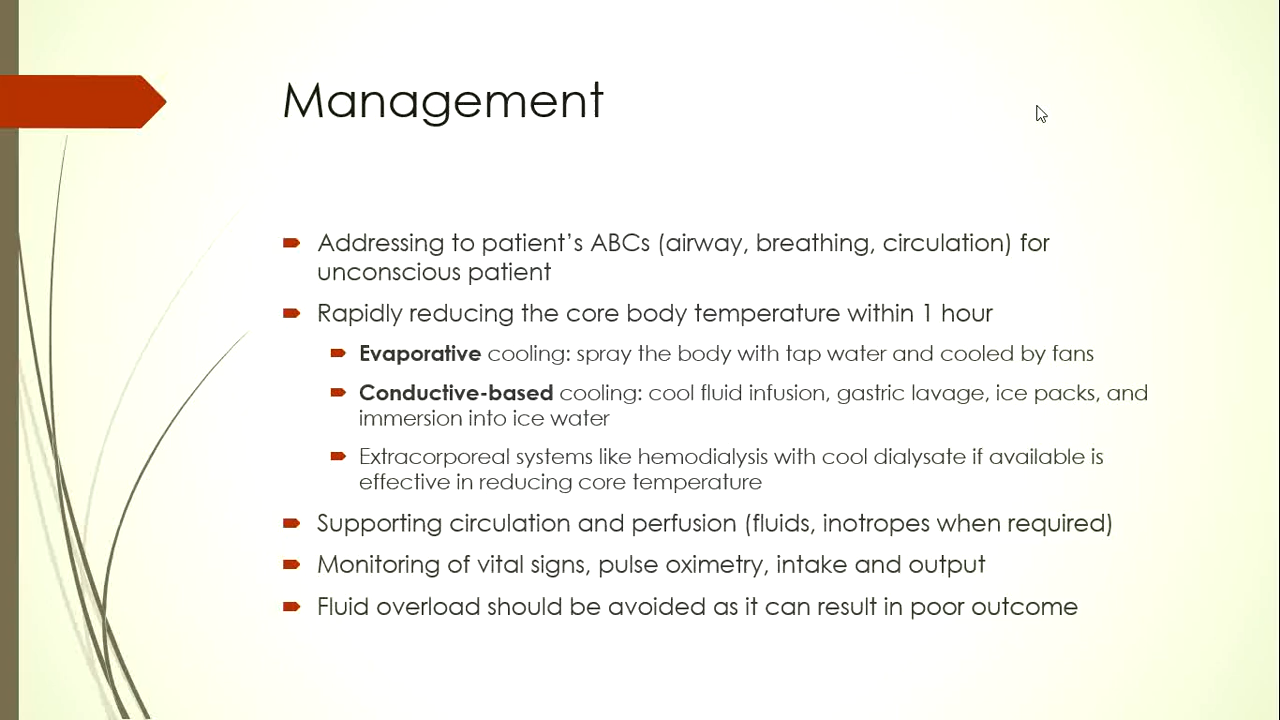 Management
Addressing to patient’s ABCs (airway, breathing, circulation) for
unconscious patient
Rapidly reducing the core body temperature within 1 hour
Evaporative cooling: spray the body with tap water and cooled by fans
Conductive-based cooling: cool fluid infusion, gastric lavage, ice packs, and
immersion into ice water
Extracorporeal systems like hemodialysis with cool dialysate if available is
effective in reducing core temperature
Supporting circulation and perfusion (fluids, inotropes when required)
Monitoring of vital signs, pulse oximetry, intake and output
Fluid overload should be avoided as it can result in poor outcome